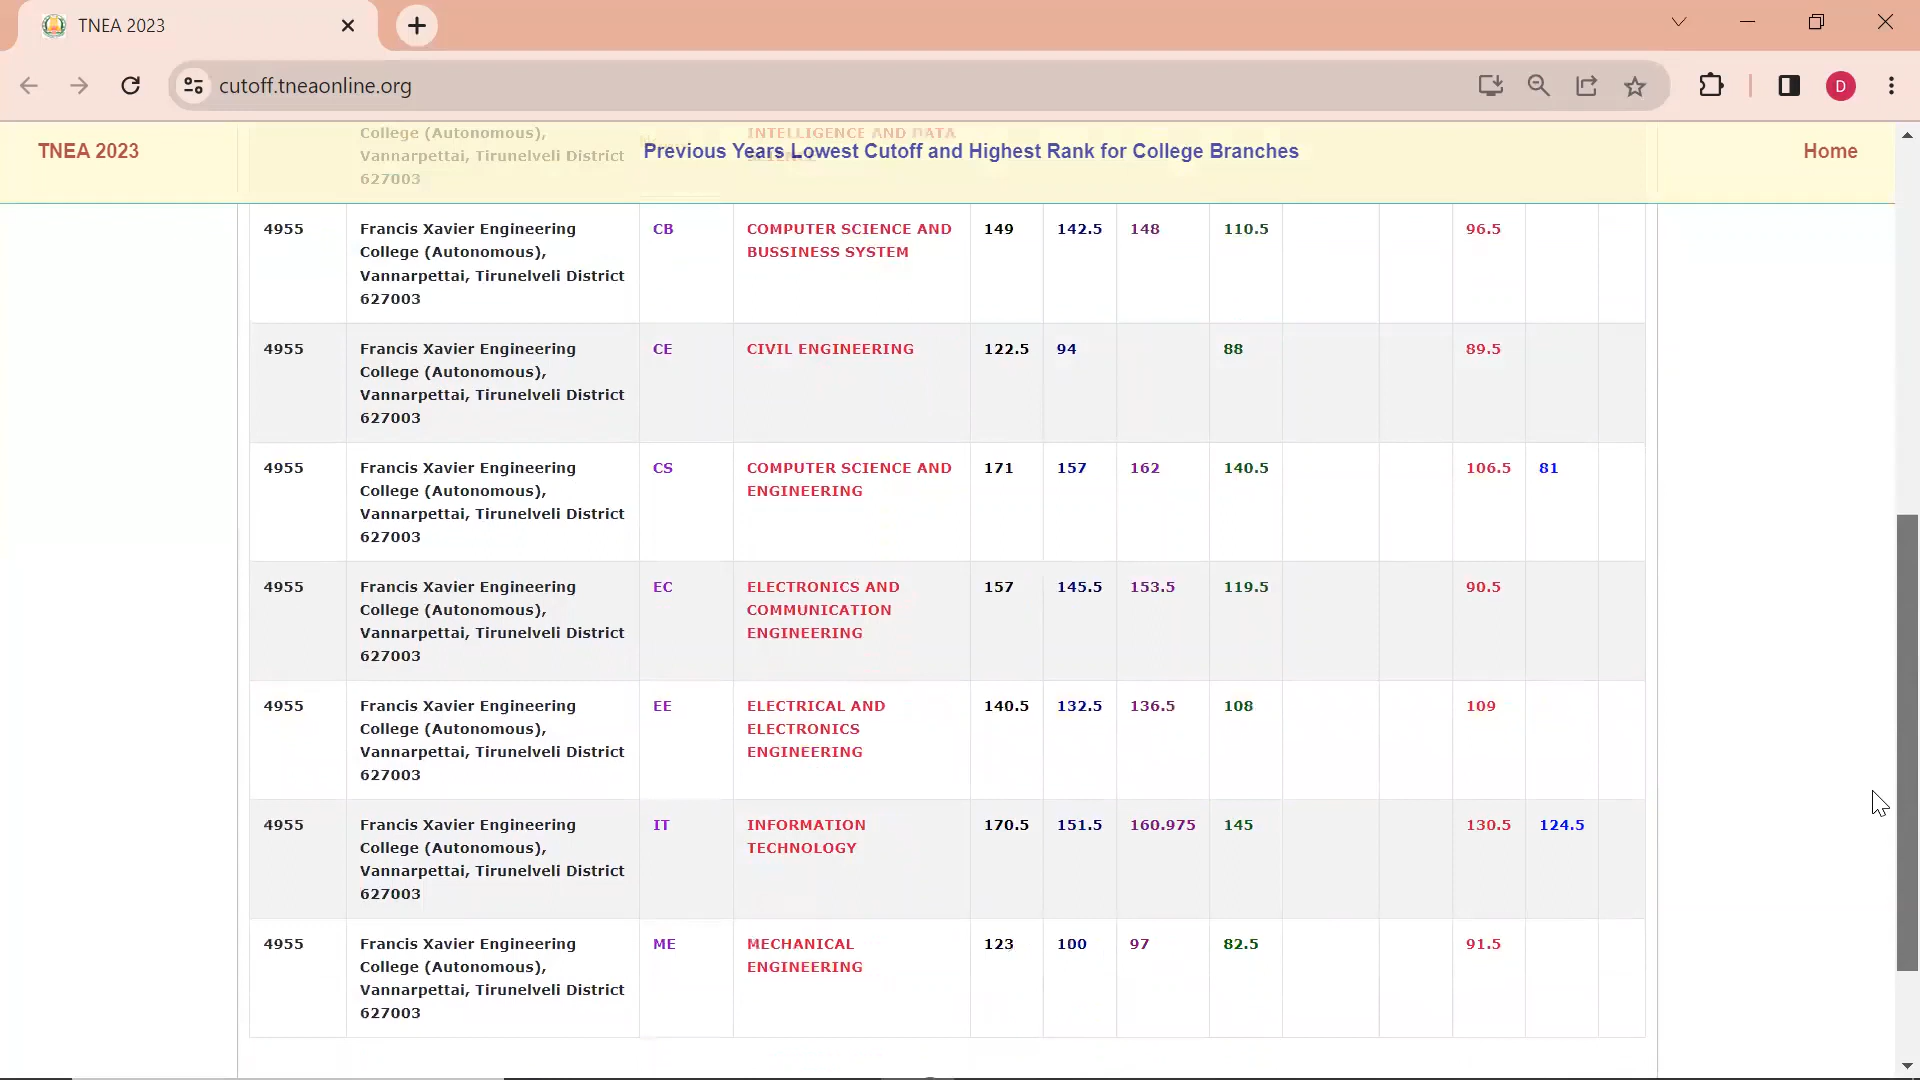 TNEA 2023
cutoff.tneaonline.org
College (Autonomous), INTELLIGENCE AND DATA
TNEA 2023 Previous Years Lowest Cutoff and Highest Rank for College Branches Home
Vannarpettai, Tirunelveli District
627003
4955 Francis Xavier Engineering CB COMPUTER SCIENCE AND 149 142.5 148 110.5 96.5
College (Autonomous), BUSSINESS SYSTEM
Vannarpettai, Tirunelveli District
627003
4955 Francis Xavier Engineering CE CIVIL ENGINEERING 122.5 94 88 89.5
College (Autonomous),
Vannarpettai, Tirunelveli District
627003
4955 Francis Xavier Engineering CS COMPUTER SCIENCE AND 171 157 162 140.5 106.5 81
College (Autonomous), ENGINEERING
Vannarpettai, Tirunelveli District
627003
4955 Francis Xavier Engineering EC ELECTRONICS AND 157 145.5 153.5 119.5 90.5
College (Autonomous), COMMUNICATION
Vannarpettai, Tirunelveli District ENGINEERING
627003
4955 Francis Xavier Engineering EE ELECTRICAL AND 140.5 132.5 136.5 108 109
College (Autonomous), ELECTRONICS
Vannarpettai, Tirunelveli District ENGINEERING
627003
4955 Francis Xavier Engineering IT INFORMATION 170.5 151.5 160.975 145 130.5 124.5
College (Autonomous), TECHNOLOGY
Vannarpettai, Tirunelveli District
627003
4955 Francis Xavier Engineering ME MECHANICAL 123 100 97 82.5 91.5
College (Autonomous), ENGINEERING
Vannarpettai, Tirunelveli District
627003
D